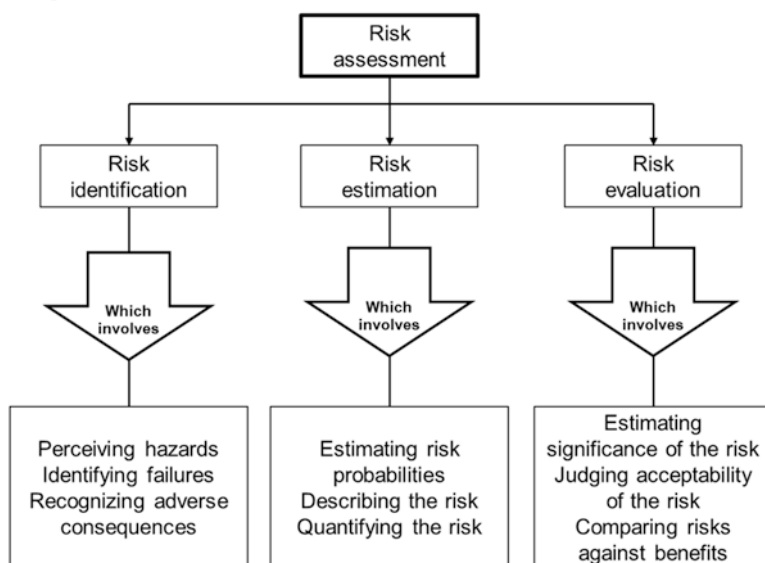 Risk
assessment
Risk
identification
Risk
estimation
Risk
evaluation
Which
involves
Which
involves
Which
involves
Perceiving hazards
Identifying failures
Recognizing adverse
consequences
Estimating risk
probabilities
Describing the risk
Quantifying the risk
Estimating
significance of the risk
Judging acceptability
of the risk
Comparing risks
against benefits